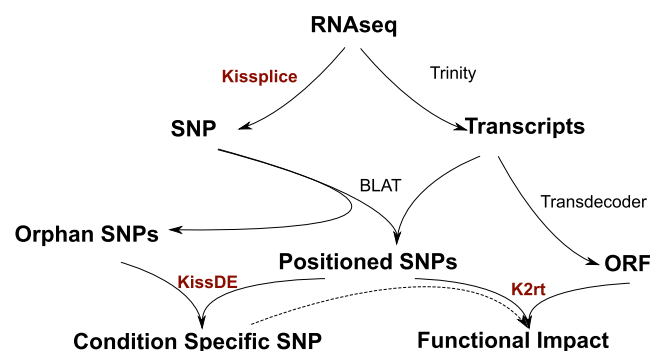 RNAseq
Kissplice
Trinity
SNP
Transcripts
BLAT
Transdecoder
Orphan SNPs
Positioned SNPs
ORF
KissDE
K2rt
Condition Specific SNP
Functional Impact